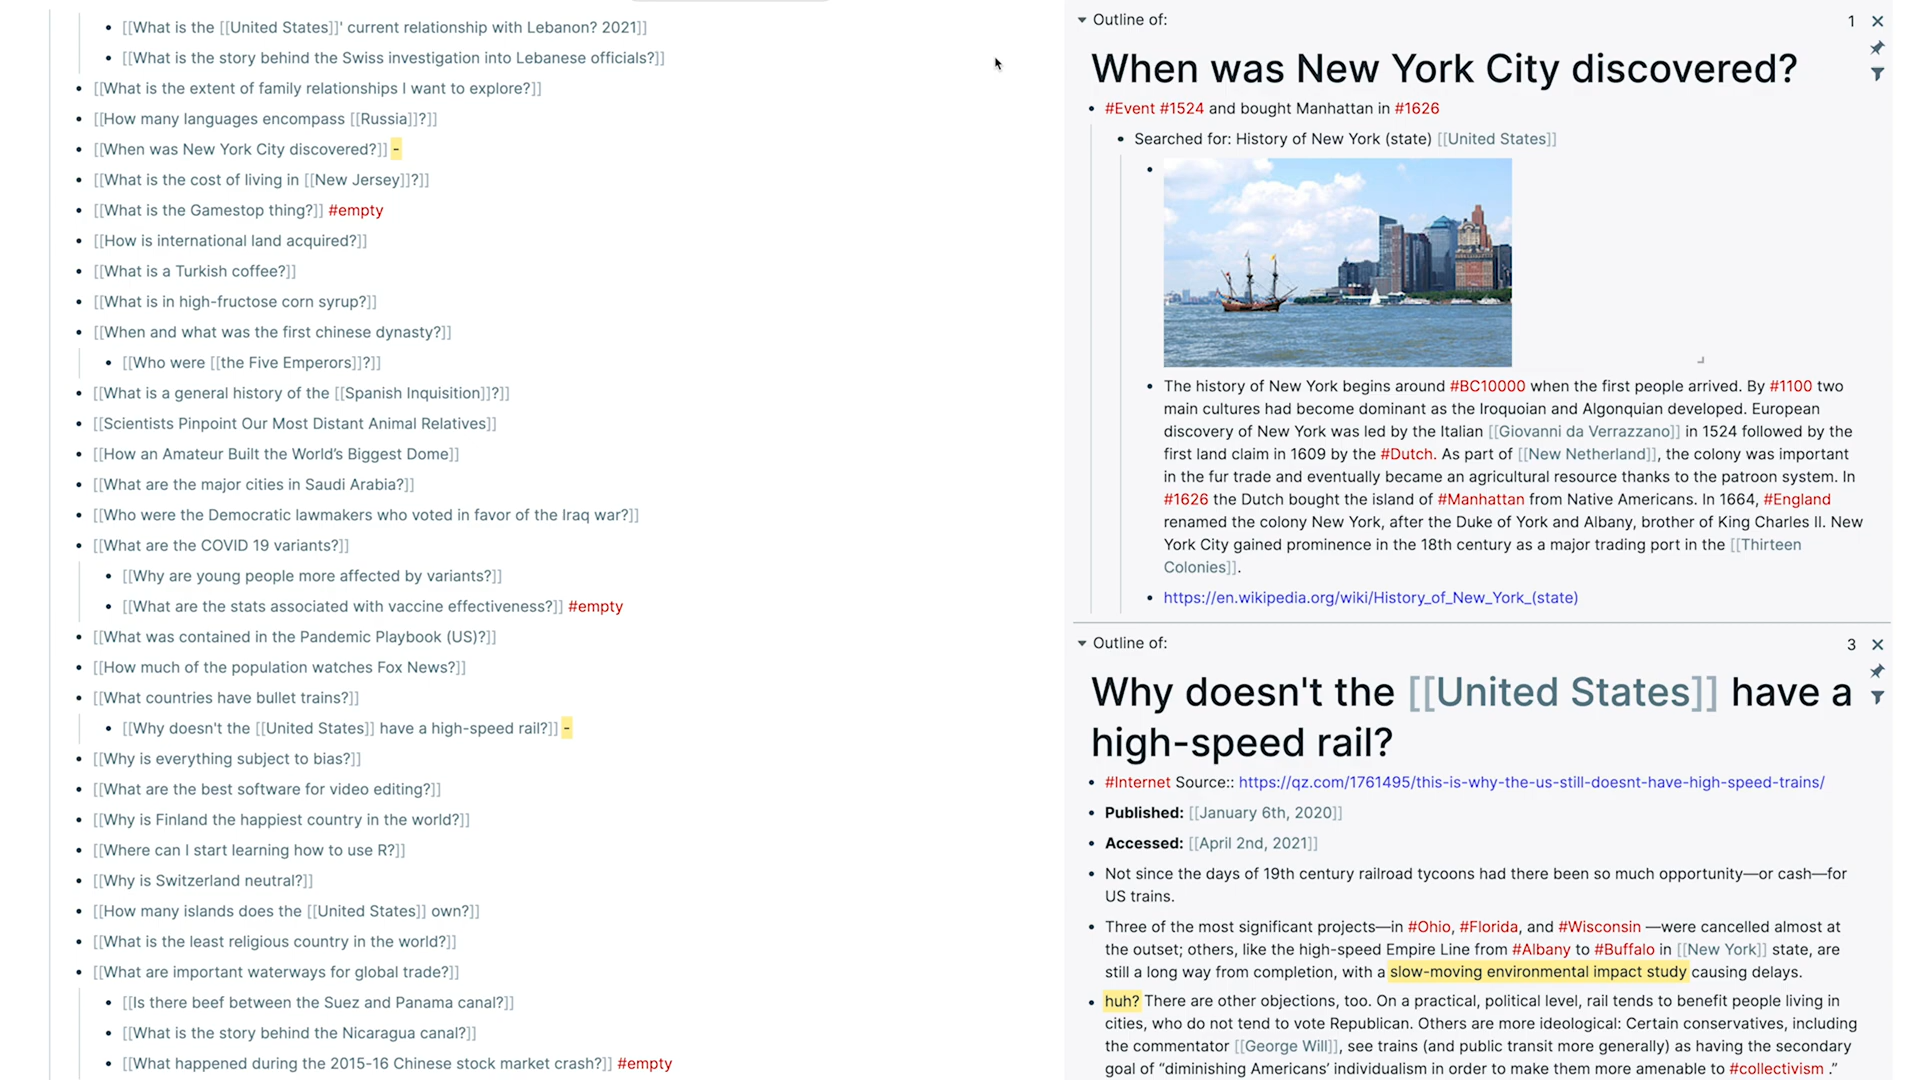 [[What is the [[United States]]' current relationship with Lebanon? 2021]]
[[What is the story behind the Swiss investigation into Lebanese officials?]]
[[What is the extent of family relationships I want to explore?]]
[[How many languages encompass [[Russia]]?]]
[[When was New York City discovered?]] -
[[What is the cost of living in [[New Jersey]]?]]
[[What is the Gamestop thing?]] #empty
[[How is international land acquired?]]
[[What is a Turkish coffee?]]
[[What is in high-fructose corn syrup?]]
[[When and what was the first chinese dynasty?]]
[[Who were [[the Five Emperors]]?]]
[[What is a general history of the [[Spanish Inquisition]]?]]
[[Scientists Pinpoint Our Most Distant Animal Relatives]]
[[How an Amateur Built the World’s Biggest Dome]]
[[What are the major cities in Saudi Arabia?]]
[[Who were the Democratic lawmakers who voted in favor of the Iraq war?]]
[[What are the COVID 19 variants?]]
[[Why are young people more affected by variants?]]
[[What are the stats associated with vaccine effectiveness?]] #empty
[[What was contained in the Pandemic Playbook (US)?]]
[[How much of the population watches Fox News?]]
[[What countries have bullet trains?]]
[[Why doesn't the [[United States]] have a high-speed rail?]] -
[[Why is everything subject to bias?]]
[[What are the best software for video editing?]]
[[Why is Finland the happiest country in the world?]]
[[Where can I start learning how to use R?]]
[[Why is Switzerland neutral?]]
[[How many islands does the [[United States]] own?]]
[[What is the least religious country in the world?]]
[[What are important waterways for global trade?]]
[[Is there beef between the Suez and Panama canal?]]
[[What is the story behind the Nicaragua canal?]]
[[What happened during the 2015-16 Chinese stock market crash?]] #empty
Outline of: 1
When was New York City discovered?
#Event #1524 and bought Manhattan in #1626
Searched for: History of New York (state) [[United States]]
The history of New York begins around #BC10000 when the first people arrived. By #1100 two
main cultures had become dominant as the Iroquoian and Algonquian developed. European
discovery of New York was led by the Italian [[Giovanni da Verrazzano]] in 1524 followed by the
first land claim in 1609 by the #Dutch. As part of [[New Netherland]], the colony was important
in the fur trade and eventually became an agricultural resource thanks to the patroon system. In
#1626 the Dutch bought the island of #Manhattan from Native Americans. In 1664, #England
renamed the colony New York, after the Duke of York and Albany, brother of King Charles II. New
York City gained prominence in the 18th century as a major trading port in the [[Thirteen
Colonies]].
https://en.wikipedia.org/wiki/History_of_New_York_(state)
Outline of: 3
Why doesn't the [[United States]] have a
high-speed rail?
#Internet Source:: https://qz.com/1761495/this-is-why-the-us-still-doesnt-have-high-speed-trains/
Published: [[January 6th, 2020]]
Accessed: [[April 2nd, 2021]]
Not since the days of 19th century railroad tycoons had there been so much opportunity—or cash—for
US trains.
Three of the most significant projects—in #Ohio, #Florida, and #Wisconsin —were cancelled almost at
the outset; others, like the high-speed Empire Line from #Albany to #Buffalo in [[New York]] state, are
still a long way from completion, with a slow-moving environmental impact study causing delays.
huh? There are other objections, too. On a practical, political level, rail tends to benefit people living in
cities, who do not tend to vote Republican. Others are more ideological: Certain conservatives, including
the commentator [[George Will]], see trains (and public transit more generally) as having the secondary
goal of “diminishing Americans’ individualism in order to make them more amenable to #collectivism .”